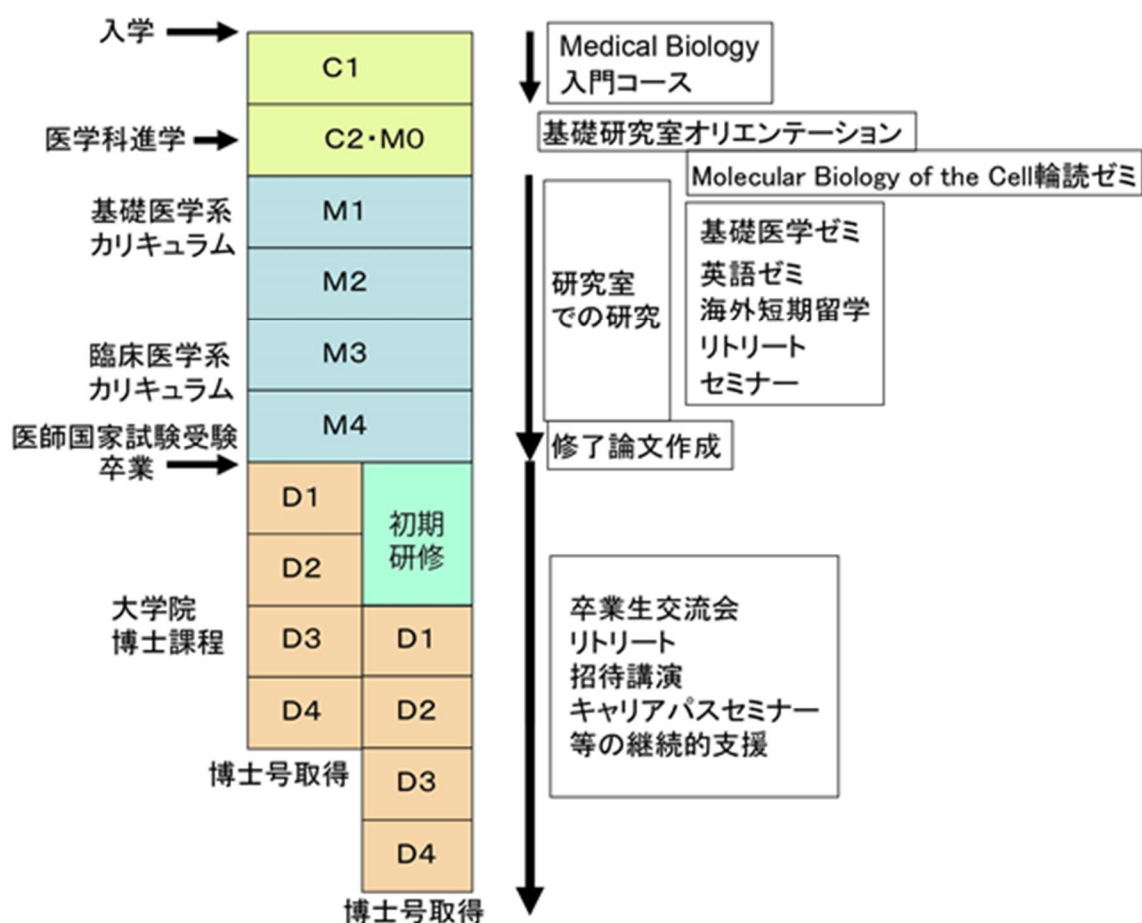 入学
C1
Medical Biology
入門コース
医学科進学
C2・M0
基礎研究室オリエンテーション
Molecular Biology of the Cell輪読ゼミ
基礎医学系
カリキュラム
M1
M2
臨床医学系
カリキュラム
M3
M4
研究室
での研究
基礎医学ゼミ
英語ゼミ
海外短期留学
リトリート
セミナー
医師国家試験受験
卒業
修了論文作成
D1
D2
初期
研修
大学院
博士課程
D3
D4
D1
D2
D3
D4
博士号取得
博士号取得
卒業生交流会
リトリート
招待講演
キャリアパスセミナー
等の継続的支援